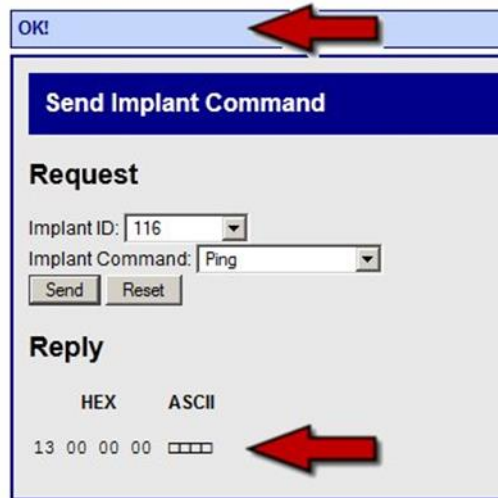 OK!
Send Implant Command
Request
Implant ID: 116
Implant Command: Ping
Send Reset
Reply
HEX ASCII
13 00 00 00 □□□□